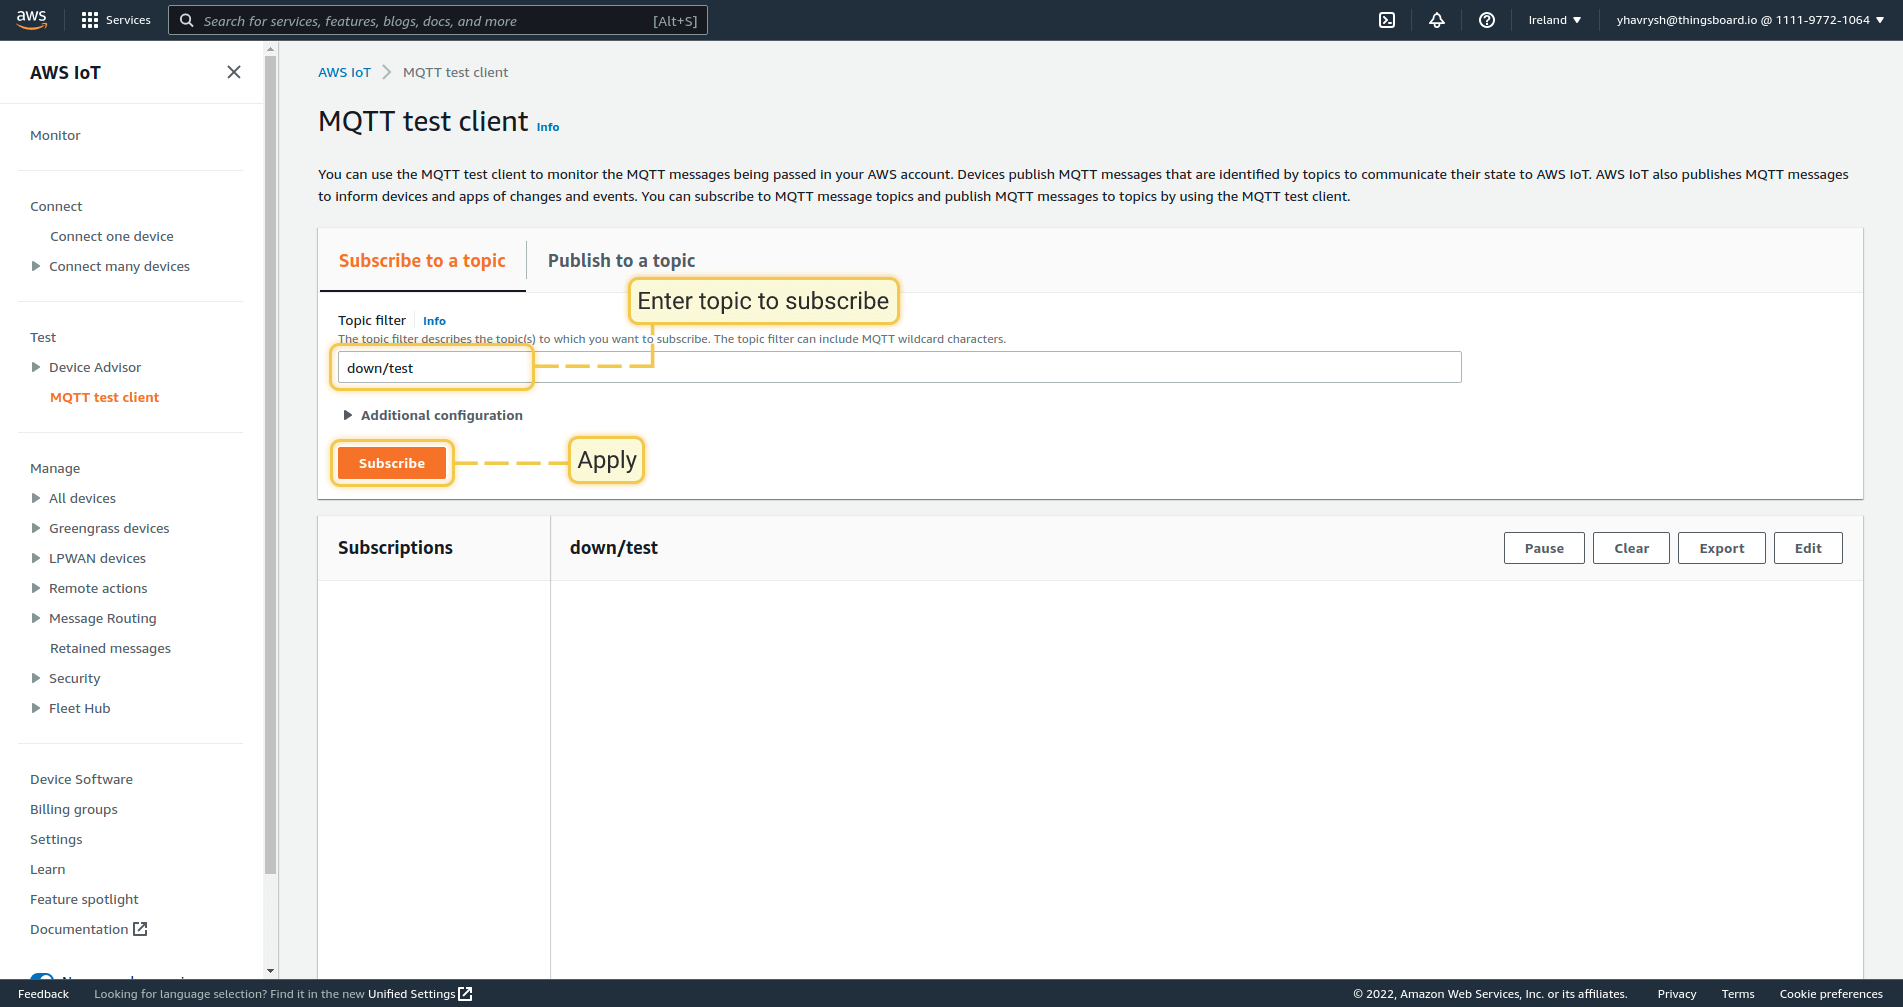 aws
Services
Search for services, features, blogs, docs, and more
[Alt+S]
Ireland
yhavrysh@thingsboard.io @ 1111-9772-1064
AWS IoT
Monitor
Connect
Connect one device
Connect many devices
Test
Device Advisor
MQTT test client
Manage
All devices
Greengrass devices
LPWAN devices
Remote actions
Message Routing
Retained messages
Security
Fleet Hub
Device Software
Billing groups
Settings
Learn
Feature spotlight
Documentation
AWS IoT
MQTT test client
MQTT test client Info
You can use the MQTT test client to monitor the MQTT messages being passed in your AWS account. Devices publish MQTT messages that are identified by topics to communicate their state to AWS IoT. AWS IoT also publishes MQTT messages
to inform devices and apps of changes and events. You can subscribe to MQTT message topics and publish MQTT messages to topics by using the MQTT test client.
Subscribe to a topic
Publish to a topic
Enter topic to subscribe
Topic filter Info
The topic filter describes the topic(s) to which you want to subscribe. The topic filter can include MQTT wildcard characters.
down/test
Additional configuration
Subscribe
Apply
Subscriptions
down/test
Pause
Clear
Export
Edit
Feedback
Looking for language selection? Find it in the new Unified Settings
© 2022, Amazon Web Services, Inc. or its affiliates.
Privacy
Terms
Cookie preferences